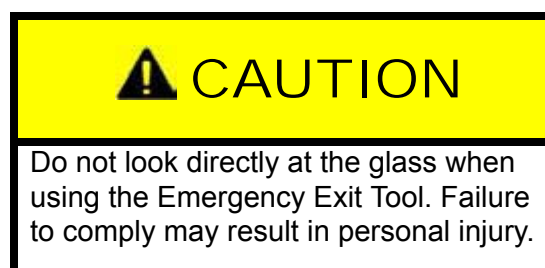 CAUTION
Do not look directly at the glass when
using the Emergency Exit Tool. Failure
to comply may result in personal injury.